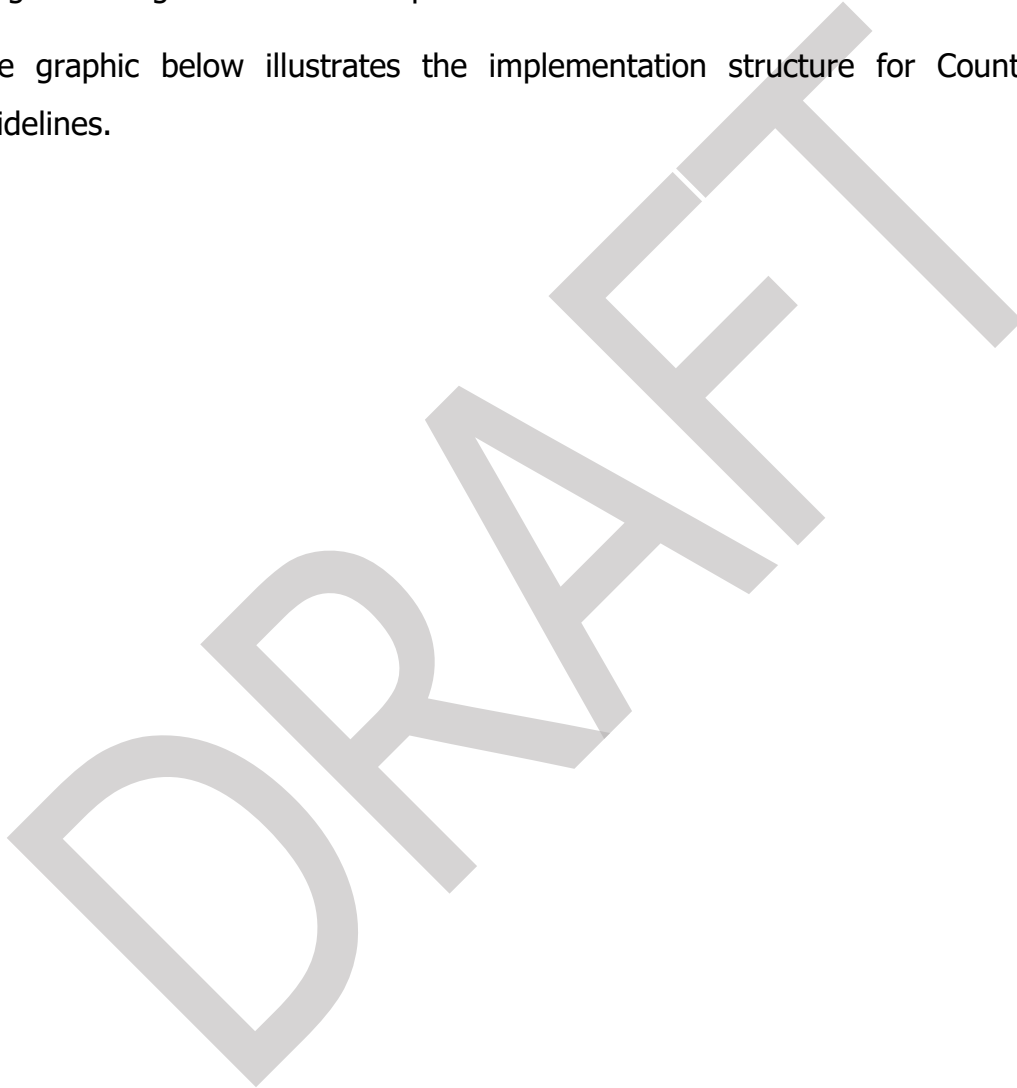 e graphic below illustrates the implementation structure for Count
idelines.
DRAFT